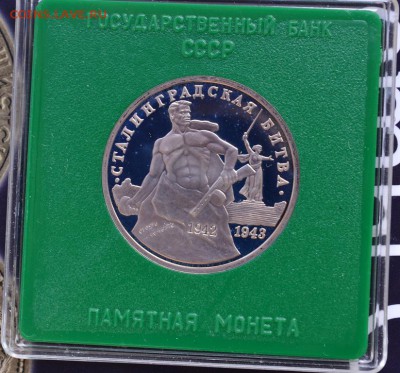 ГОСУДАРСТВЕННЫЙ БАНК
СССР
• СТАЛИНГРАДСКАЯ БИТВА •
1942 1943
ПАМЯТНАЯ МОНЕТА